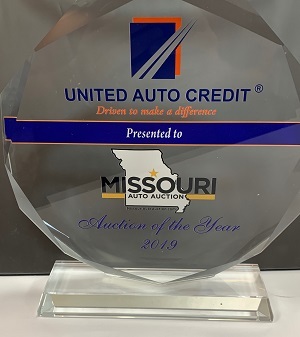 UNITED AUTO CREDIT®
Driven to make a difference
Presented to
MISSOURI
AUTO AUCTION
Auction of the Year
2019